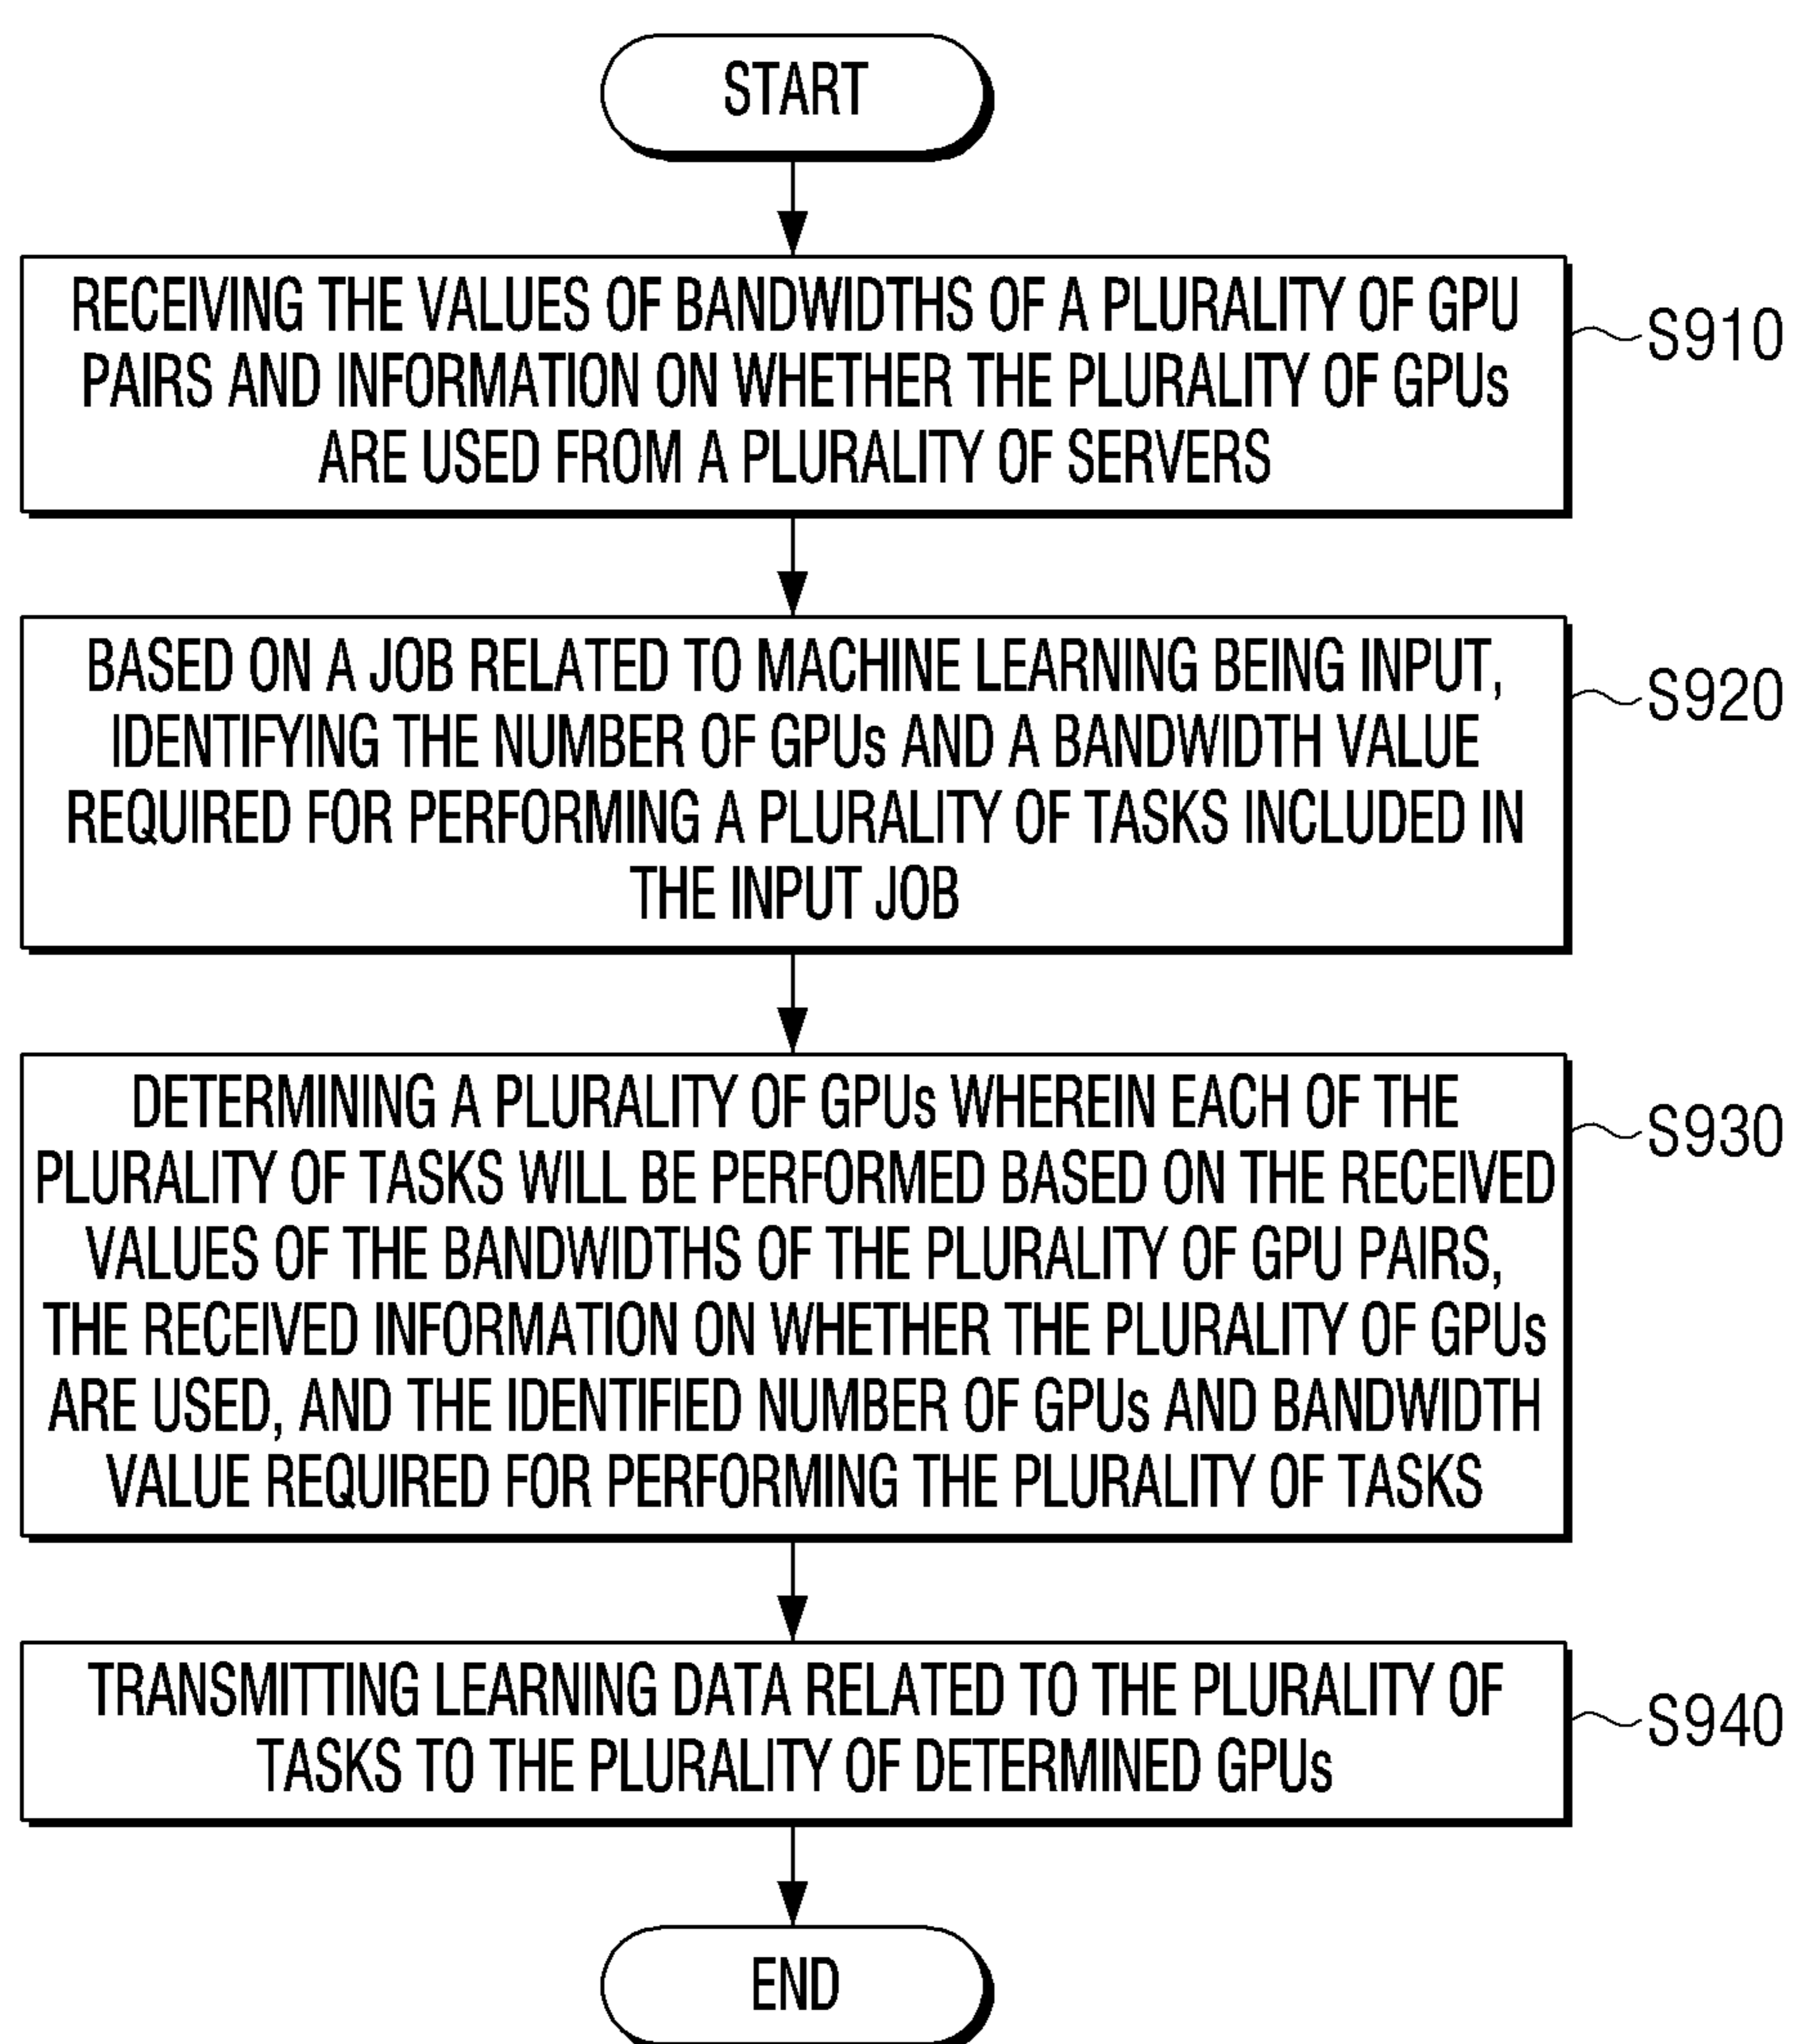 START
RECEIVING THE VALUES OF BANDWIDTHS OF A PLURALITY OF GPU
PAIRS AND INFORMATION ON WHETHER THE PLURALITY OF GPUs
ARE USED FROM A PLURALITY OF SERVERS
S910
BASED ON A JOB RELATED TO MACHINE LEARNING BEING INPUT,
IDENTIFYING THE NUMBER OF GPUs AND A BANDWIDTH VALUE
REQUIRED FOR PERFORMING A PLURALITY OF TASKS INCLUDED IN
THE INPUT JOB
S920
DETERMINING A PLURALITY OF GPUs WHEREIN EACH OF THE
PLURALITY OF TASKS WILL BE PERFORMED BASED ON THE RECEIVED
VALUES OF THE BANDWIDTHS OF THE PLURALITY OF GPU PAIRS,
THE RECEIVED INFORMATION ON WHETHER THE PLURALITY OF GPUs
ARE USED, AND THE IDENTIFIED NUMBER OF GPUs AND BANDWIDTH
VALUE REQUIRED FOR PERFORMING THE PLURALITY OF TASKS
S930
TRANSMITTING LEARNING DATA RELATED TO THE PLURALITY OF
TASKS TO THE PLURALITY OF DETERMINED GPUs
S940
END